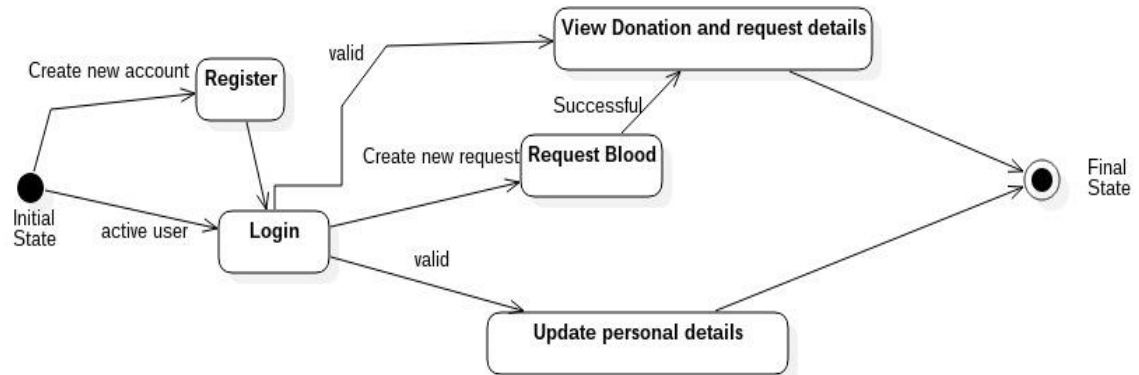 View Donation and request details
valid
Create new account
Register
Successful
Create new request
Request Blood
Final
State
Initial
State
active user
Login
valid
Update personal details